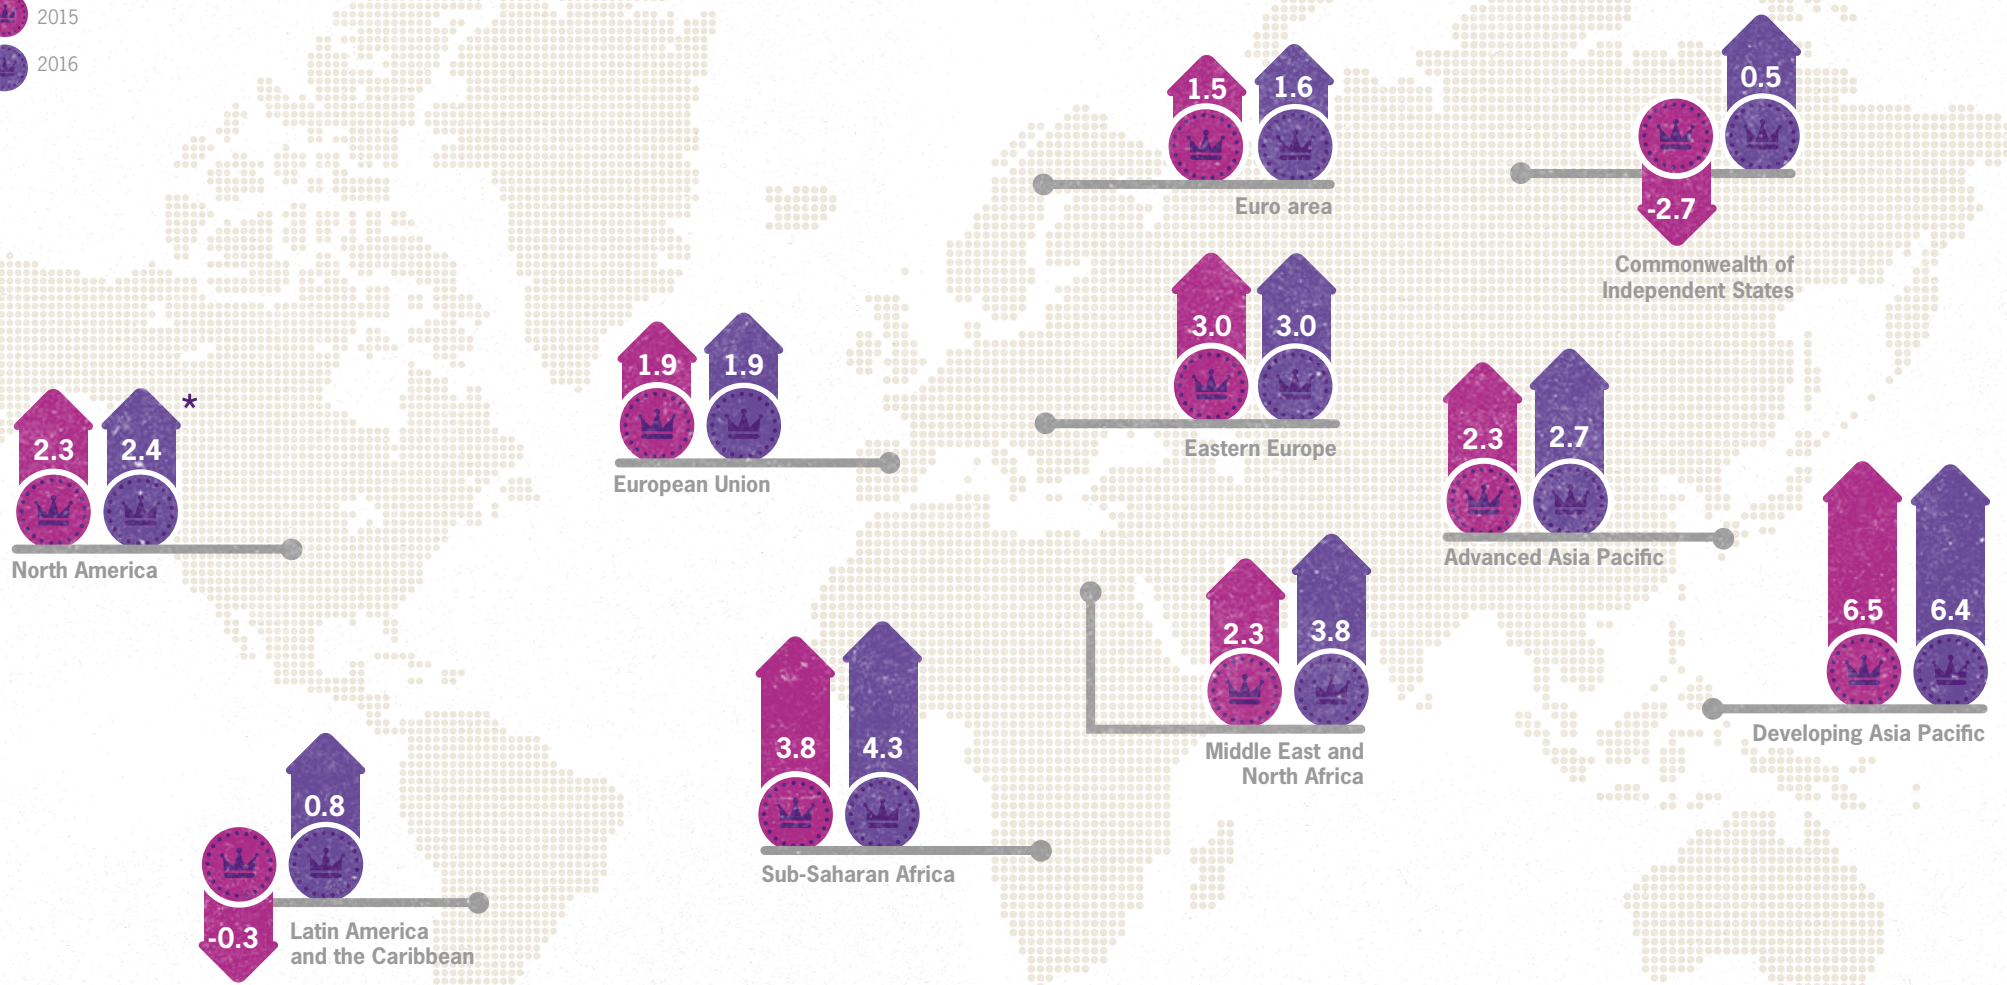 2015
2016
1.5
1.6
Euro area
0.5
-2.7
Commonwealth of
Independent States
3.0
3.0
Eastern Europe
1.9
1.9
European Union
2.3
2.4
*
North America
2.3
2.7
Advanced Asia Pacific
6.5
6.4
Developing Asia Pacific
2.3
3.8
Middle East and
North Africa
3.8
4.3
Sub-Saharan Africa
0.8
-0.3
Latin America
and the Caribbean